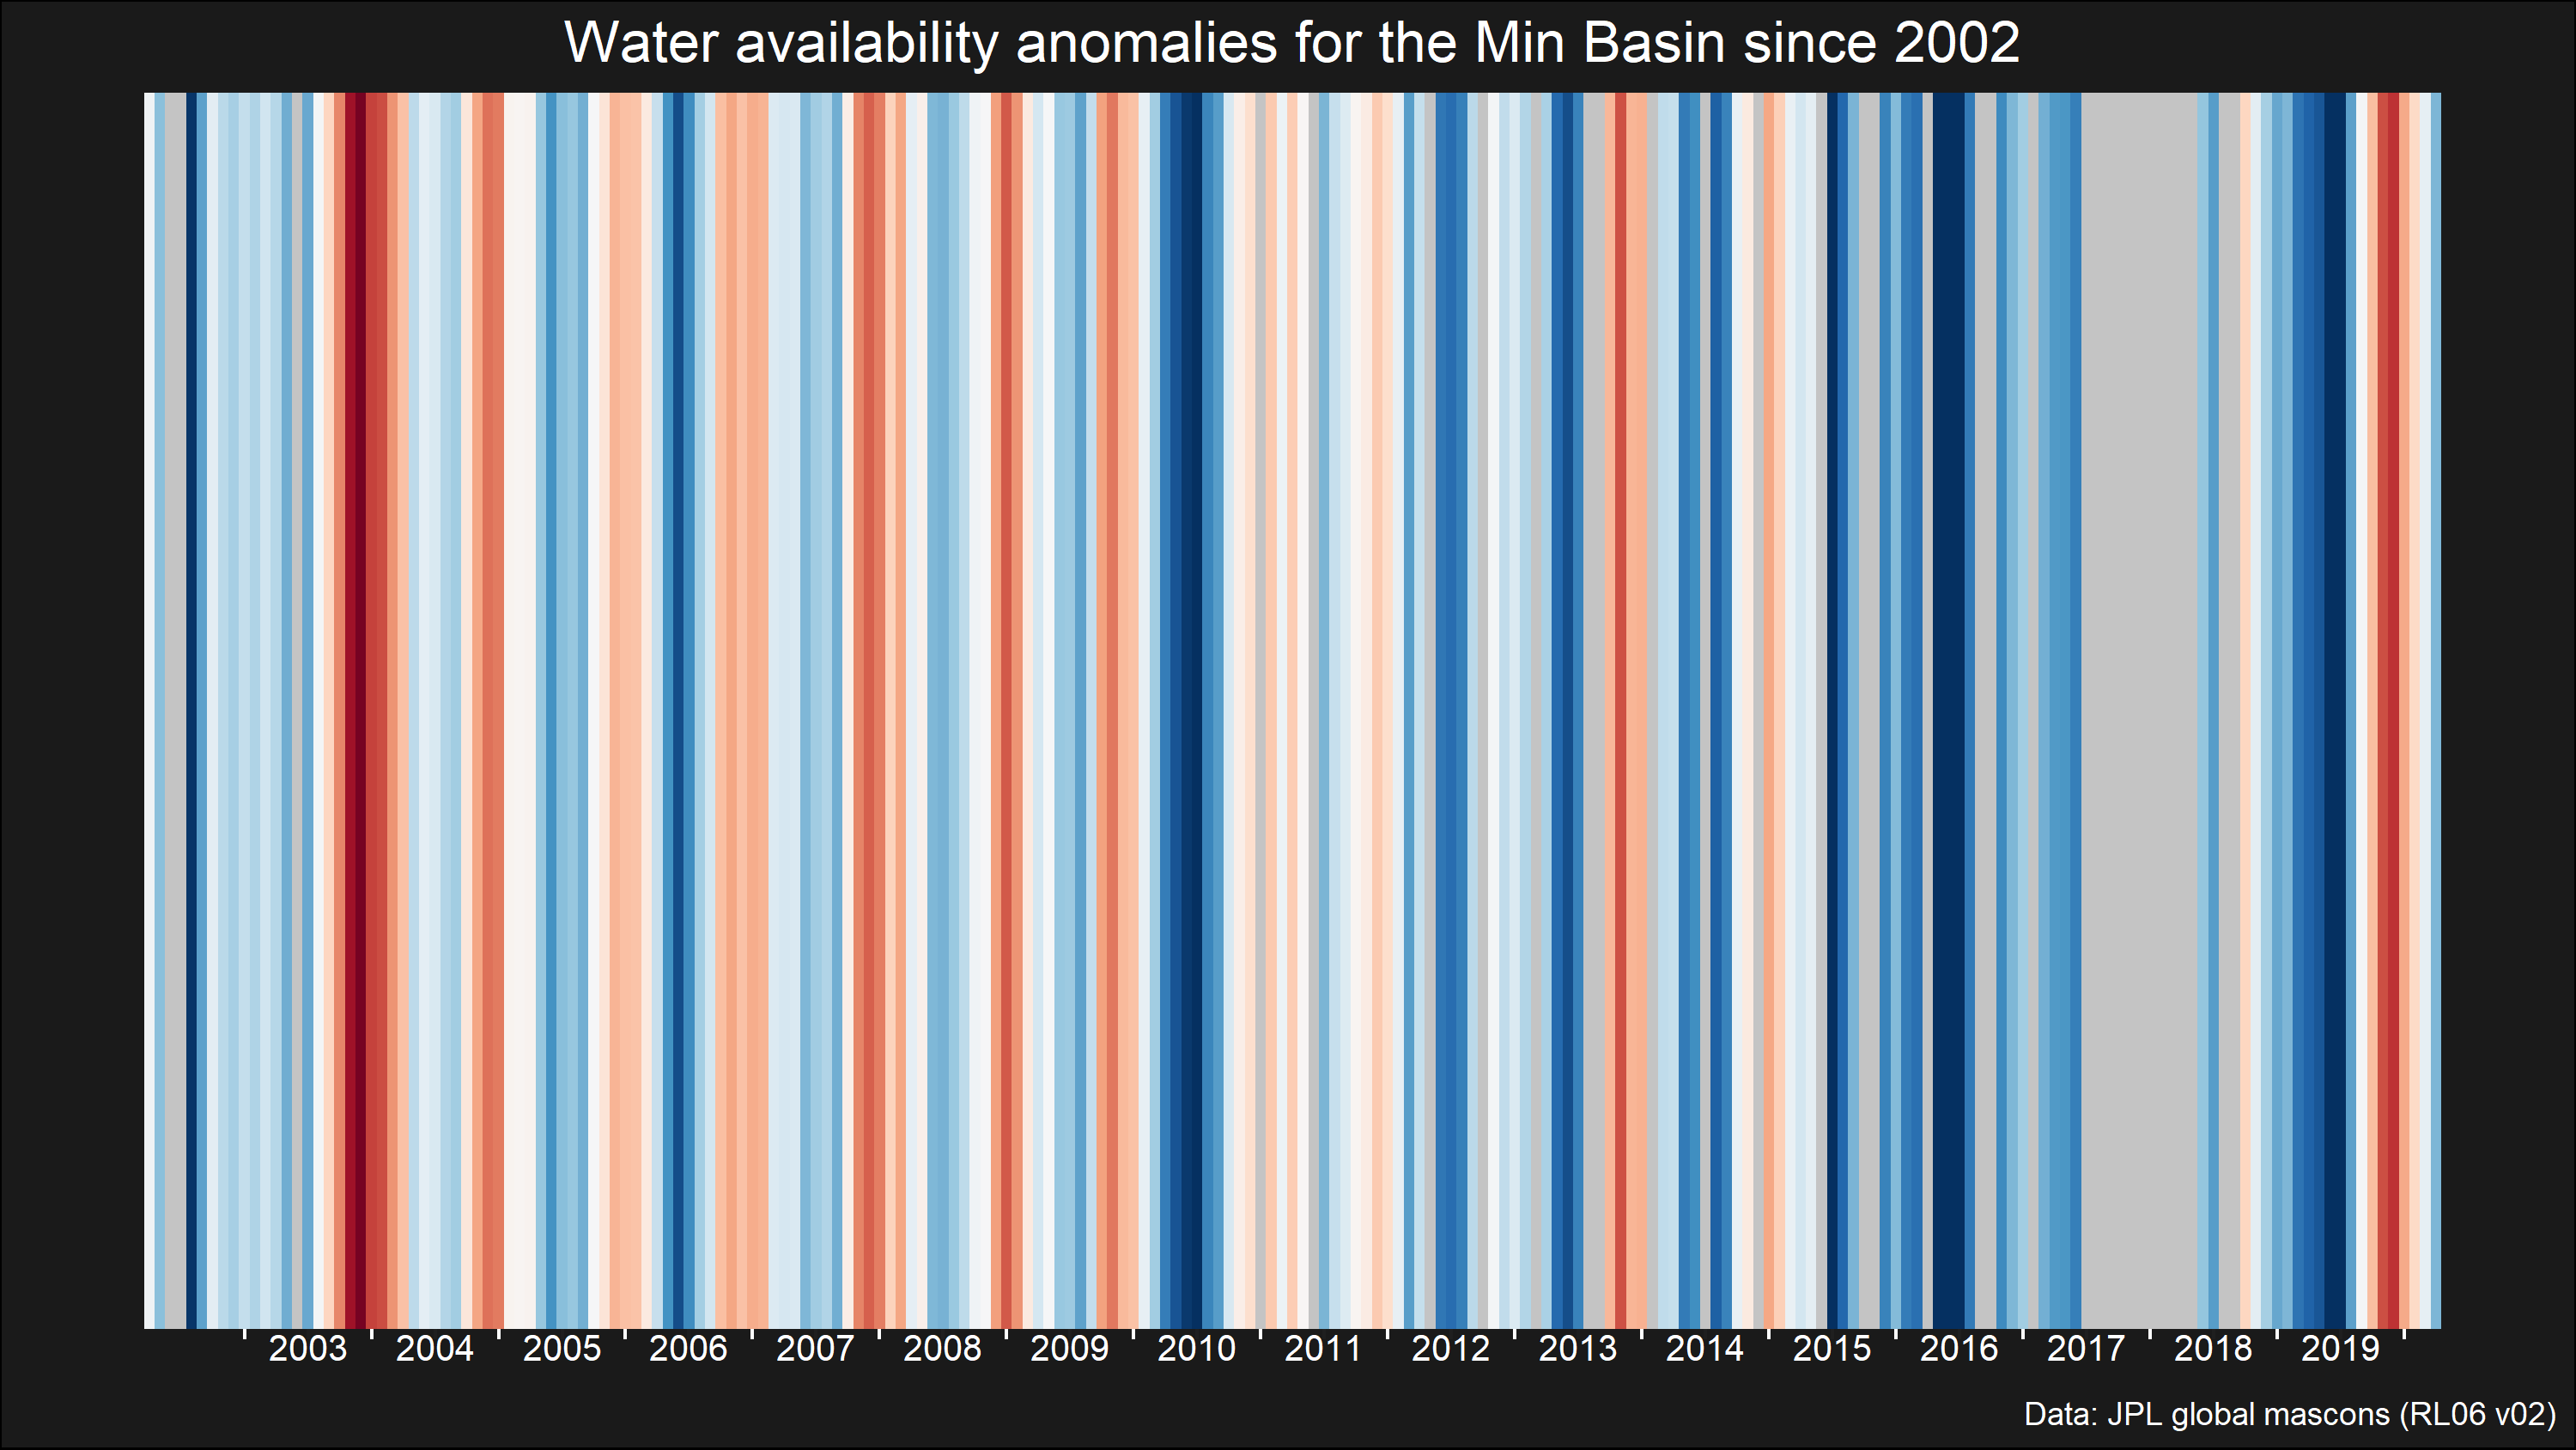 Water availability anomalies for the Min Basin since 2002
2003 2004 2005 2006 2007 2008 2009 2010 2011 2012 2013 2014 2015 2016 2017 2018 2019
Data: JPL global mascons (RL06 v02)